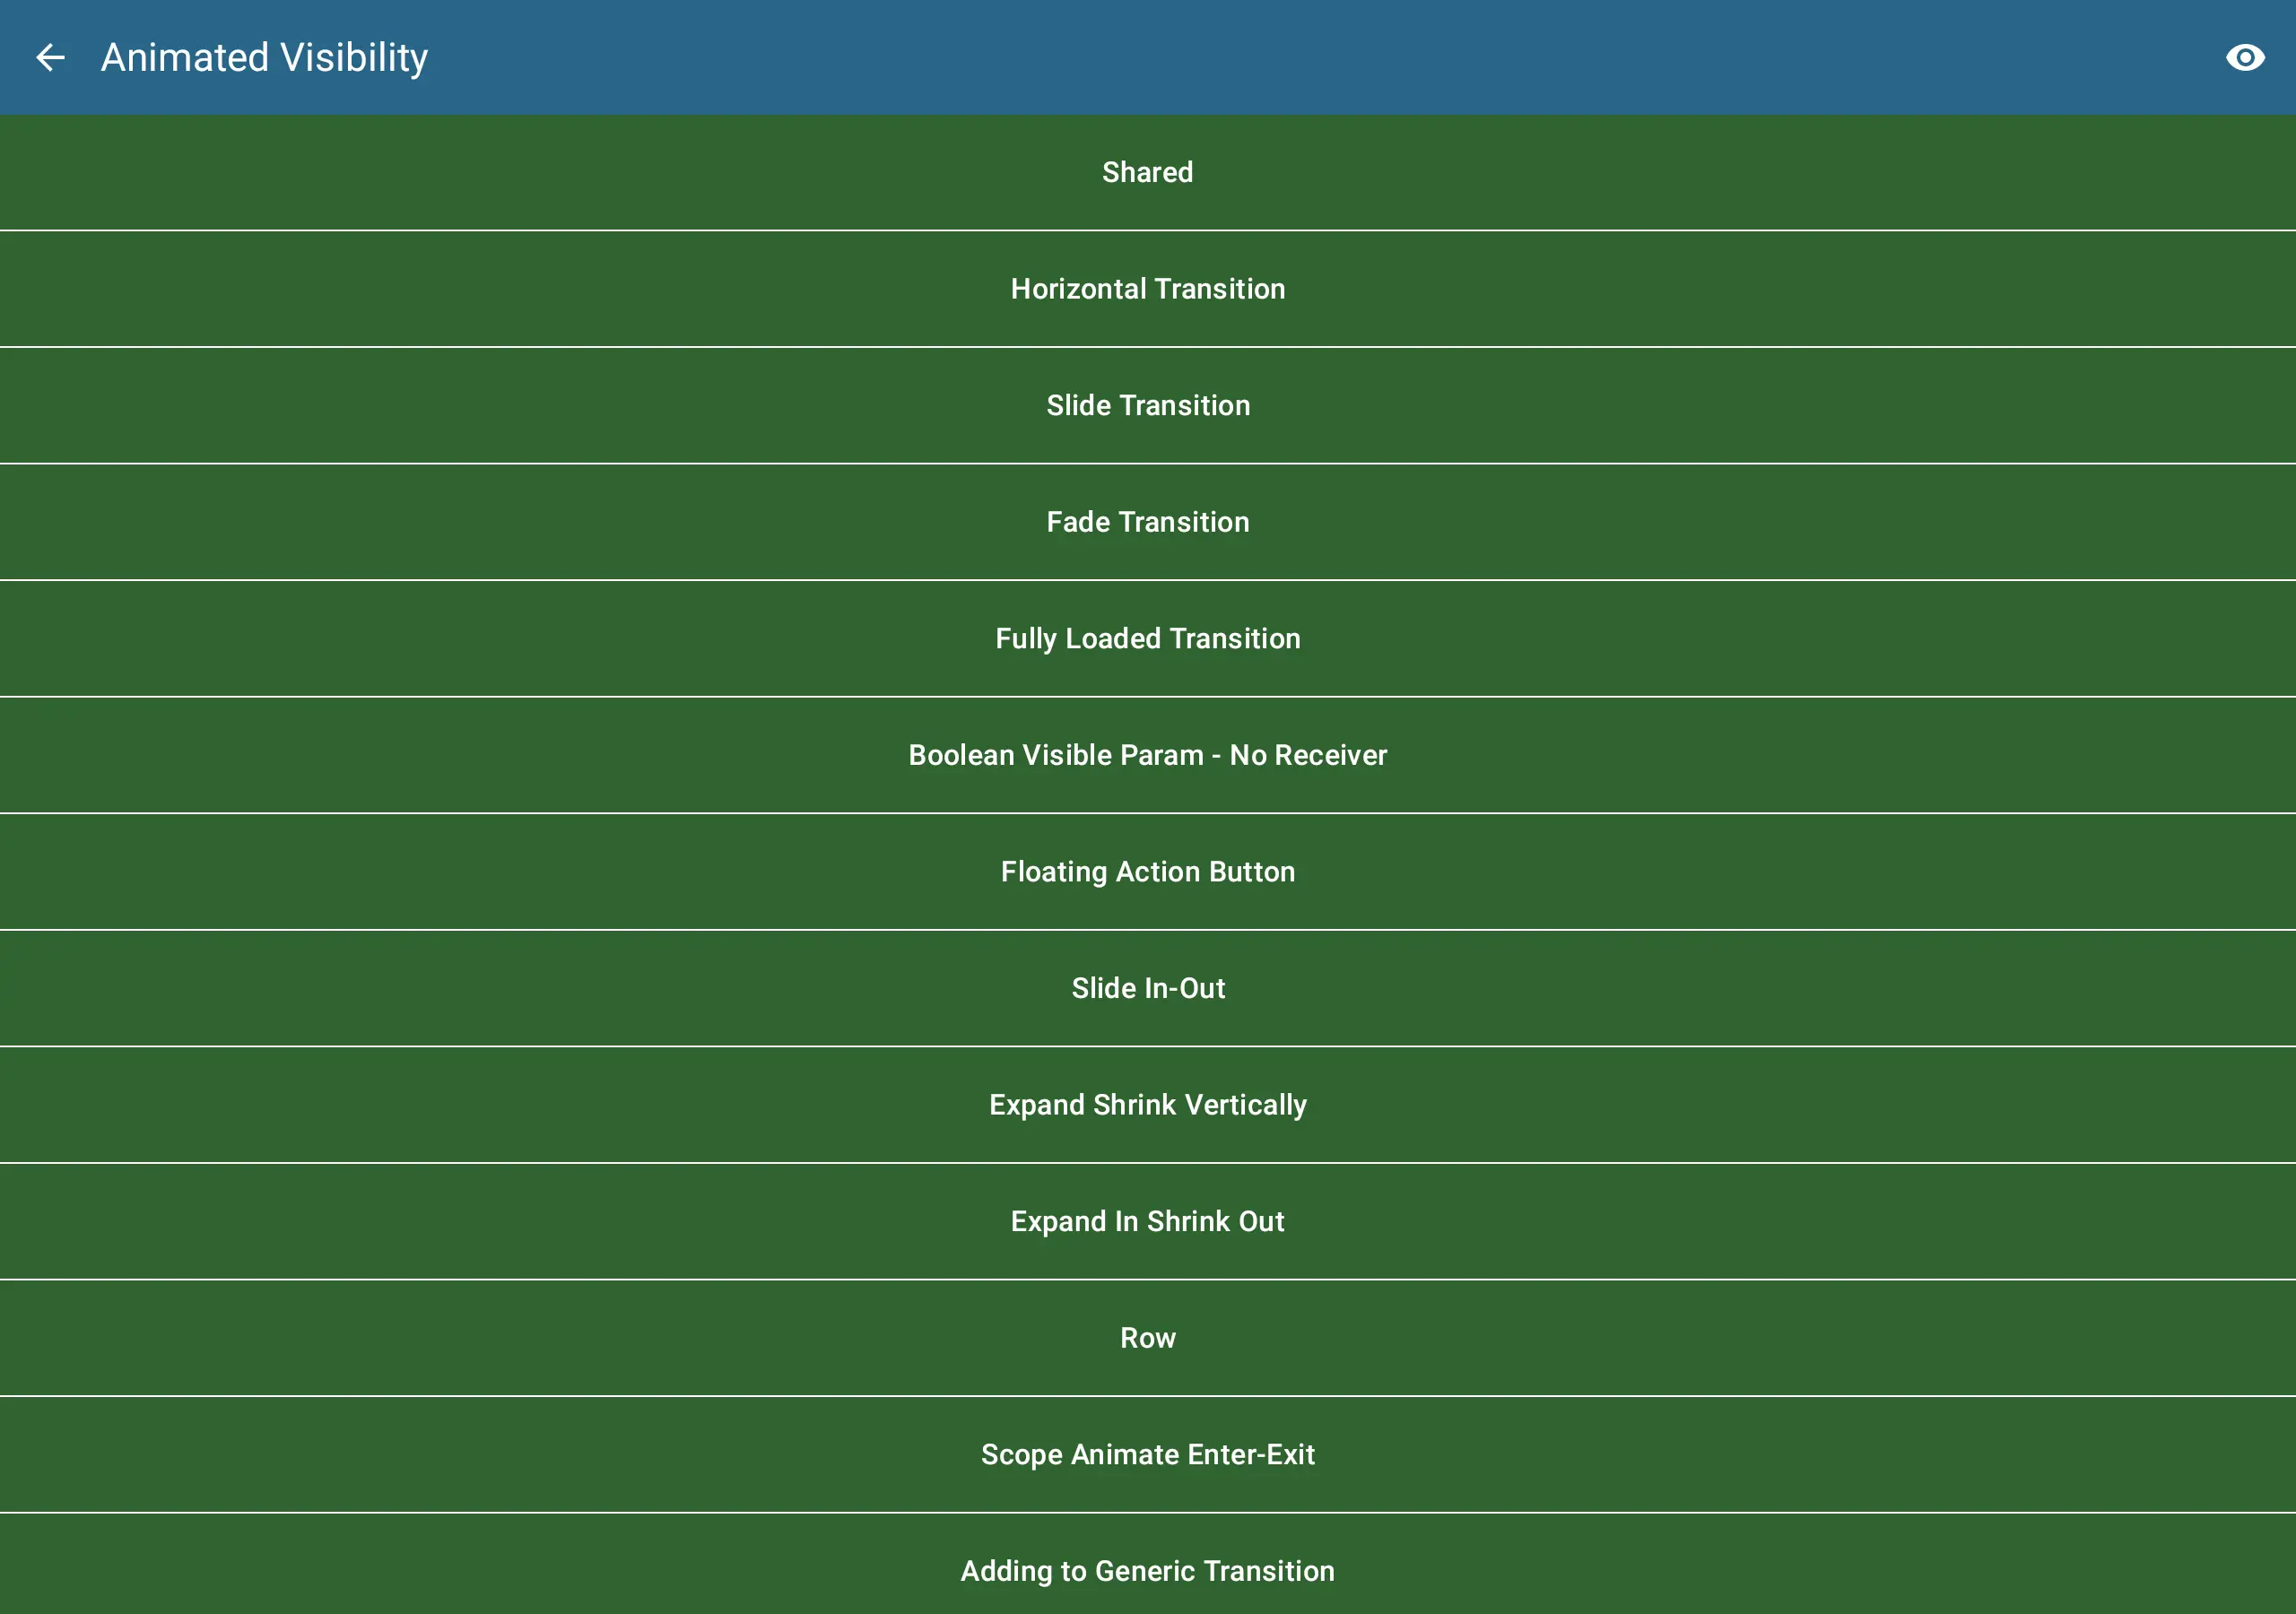 Animated Visibility
Shared
Horizontal Transition
Slide Transition
Fade Transition
Fully Loaded Transition
Boolean Visible Param - No Receiver
Floating Action Button
Slide In-Out
Expand Shrink Vertically
Expand In Shrink Out
Row
Scope Animate Enter-Exit
Adding to Generic Transition